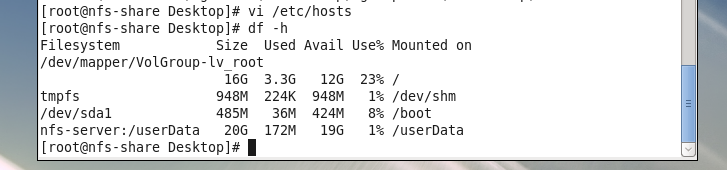 [root@nfs-share Desktop]# vi /etc/hosts
[root@nfs-share Desktop]# df -h
Filesystem            Size  Used Avail Use% Mounted on
/dev/mapper/VolGroup-lv_root
                       16G  3.3G   12G  23% /
tmpfs                 948M  224K  948M   1% /dev/shm
/dev/sda1             485M   36M  424M   8% /boot
nfs-server:/userData   20G  172M   19G   1% /userData
[root@nfs-share Desktop]#